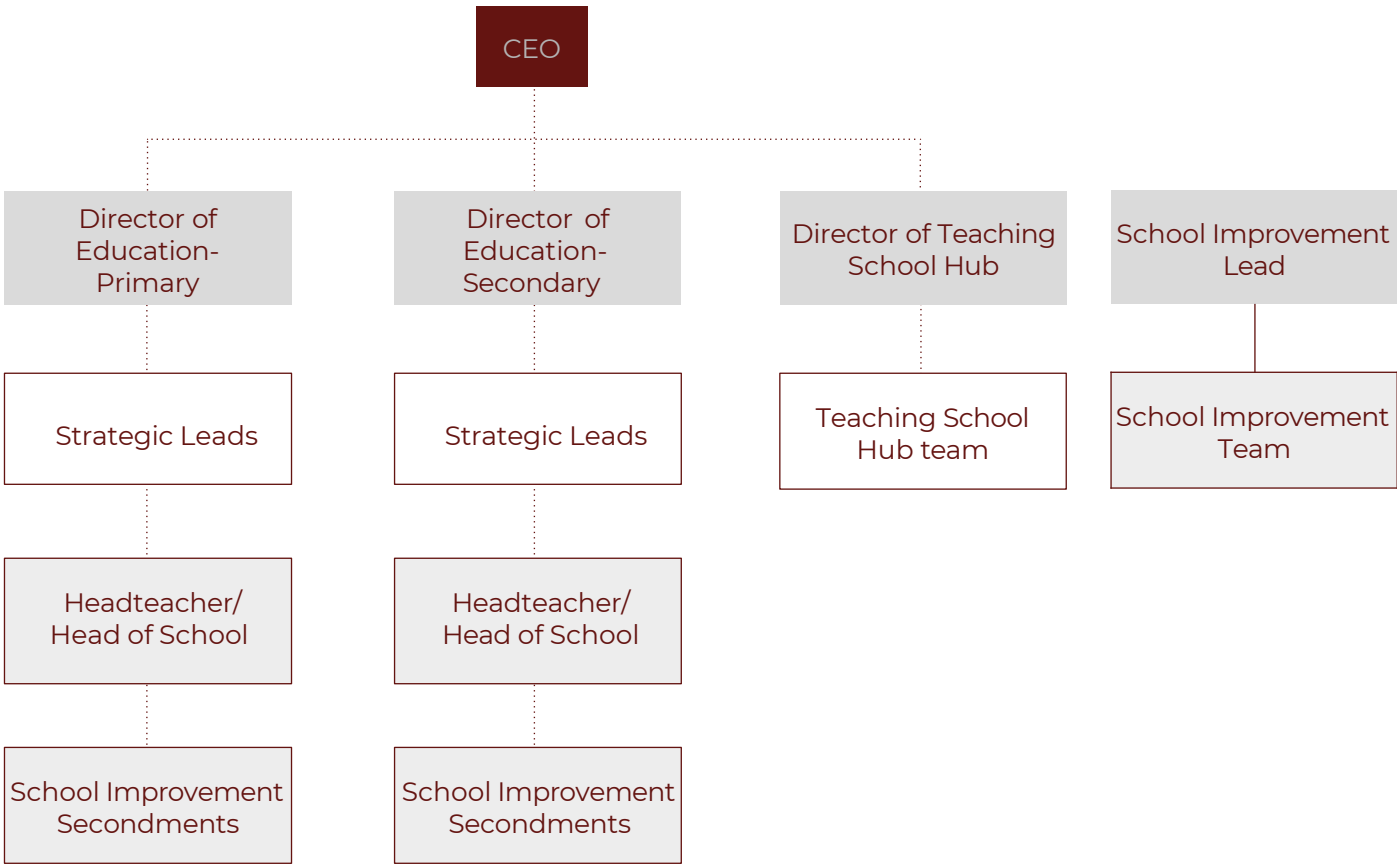 CEO
Director of
Education-
Primary
Director of
Education-
Secondary
Director of Teaching
School Hub
School Improvement
Lead
Strategic Leads
Strategic Leads
Teaching School
Hub team
School Improvement
Team
Headteacher/
Head of School
Headteacher/
Head of School
School Improvement
Secondments
School Improvement
Secondments